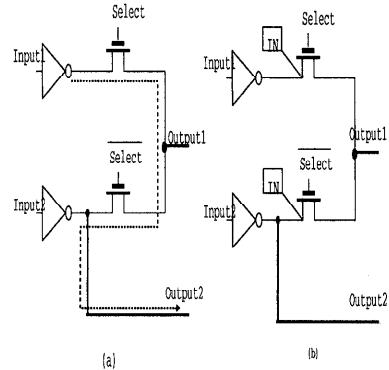 Select
Input1
Output1
Select
Input2
Output2
(a)
Select
IN
Input1
Output1
Select
IN
Input2
Output2
(b)